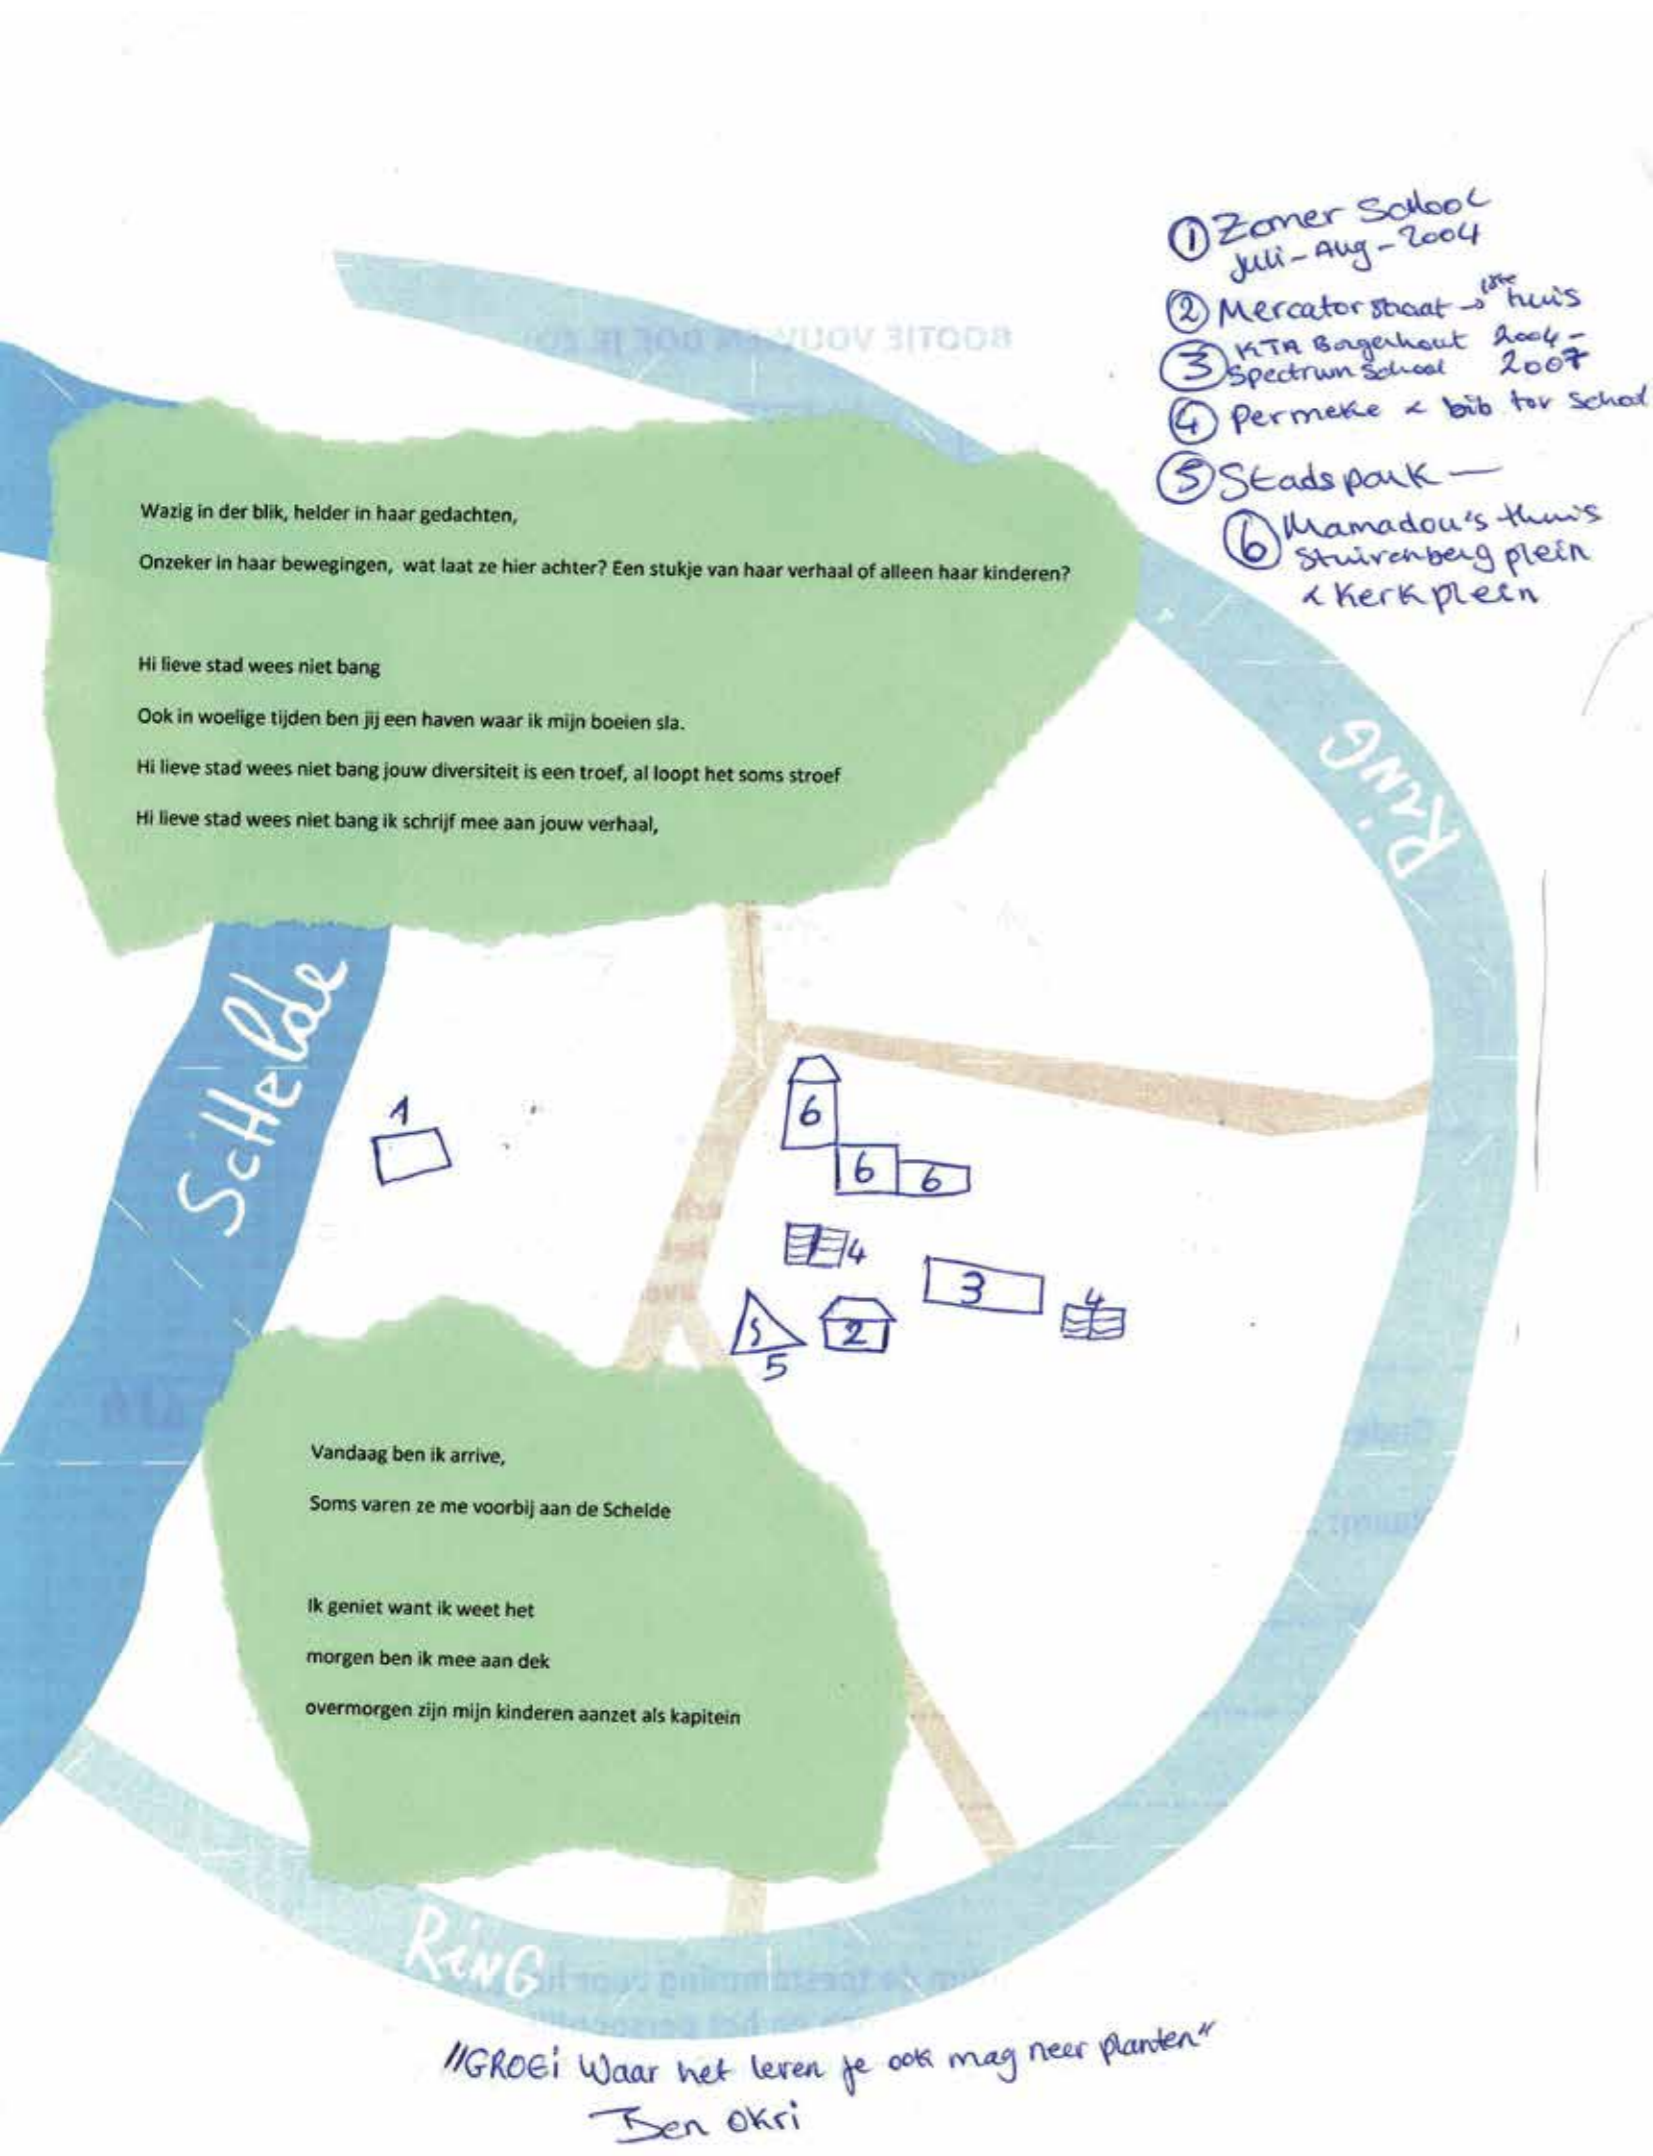 ① Zomer School
Juli - Aug - 2004
② Mercatorstraat → 1ste thuis
③ KTA Borgerhout 2004 -
Spectrum School 2007
④ Permeke & bib tov School
⑤ Stadspark —
⑥ Mamadou's thuis
Stuivenberg plein
& Kerkplein
Wazig in der blik, helder in haar gedachten,
Onzeker in haar bewegingen, wat laat ze hier achter? Een stukje van haar verhaal of alleen haar kinderen?
Hi lieve stad wees niet bang
Ook in woelige tijden ben jij een haven waar ik mijn boeien sla.
Hi lieve stad wees niet bang jouw diversiteit is een troef, al loopt het soms stroef
Hi lieve stad wees niet bang ik schrijf mee aan jouw verhaal,
RiNG
ScHelde
1
6
6
6
4
3
4
5
5
2
Vandaag ben ik arrive,
Soms varen ze me voorbij aan de Schelde
Ik geniet want ik weet het
morgen ben ik mee aan dek
overmorgen zijn mijn kinderen aanzet als kapitein
RiNG
"GROEi Waar het leven je ook mag neer planten"
Ben Okri